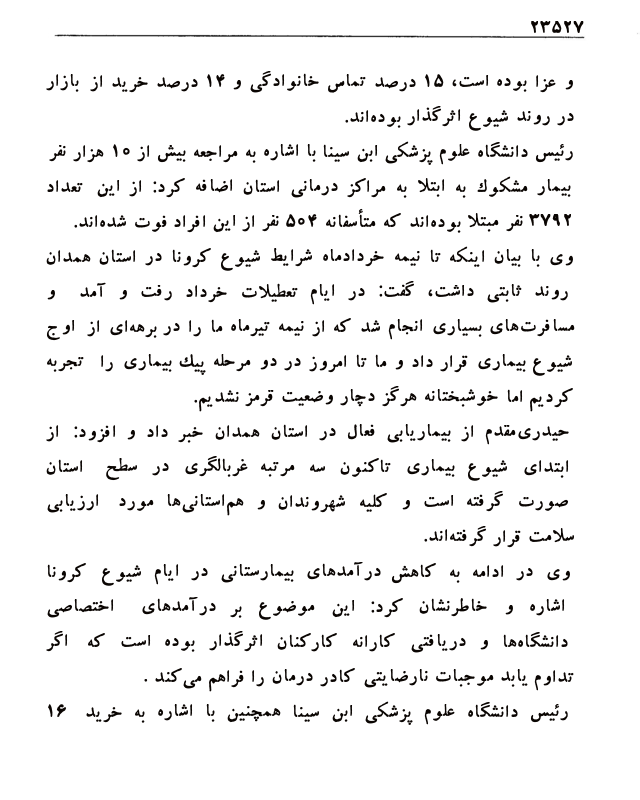 ۲۳۵۲۷
و عزا بوده است، ۱۵ درصد تماس خانوادگی و ۱۴ درصد خرید از بازار
در روند شیوع اثرگذار بوده‌اند.
رئیس دانشگاه علوم پزشکی ابن سینا با اشاره به مراجعه بیش از ۱۰ هزار نفر
بیمار مشکوك به ابتلا به مراکز درمانی استان اضافه کرد: از این تعداد
۳۷۹۲ نفر مبتلا بوده‌اند که متأسفانه ۵۰۴ نفر از این افراد فوت شده‌اند.
وی با بیان اینکه تا نیمه خردادماه شرایط شیوع کرونا در استان همدان
روند ثابتی داشت، گفت: در ایام تعطیلات خرداد رفت و آمد و
مسافرت‌های بسیاری انجام شد که از نیمه تیرماه ما را در برهه‌ای از اوج
شیوع بیماری قرار داد و ما تا امروز در دو مرحله پیك بیماری را تجربه
کردیم اما خوشبختانه هرگز دچار وضعیت قرمز نشدیم.
حیدری‌مقدم از بیماریابی فعال در استان همدان خبر داد و افزود: از
ابتدای شیوع بیماری تاکنون سه مرتبه غربالگری در سطح استان
صورت گرفته است و کلیه شهروندان و هم‌استانی‌ها مورد ارزیابی
سلامت قرار گرفته‌اند.
وی در ادامه به کاهش درآمدهای بیمارستانی در ایام شیوع کرونا
اشاره و خاطرنشان کرد: این موضوع بر درآمدهای اختصاصی
دانشگاه‌ها و دریافتی کارانه کارکنان اثرگذار بوده است که اگر
تداوم یابد موجبات نارضایتی کادر درمان را فراهم می‌کند .
رئیس دانشگاه علوم پزشکی ابن سینا همچنین با اشاره به خرید ۱۶